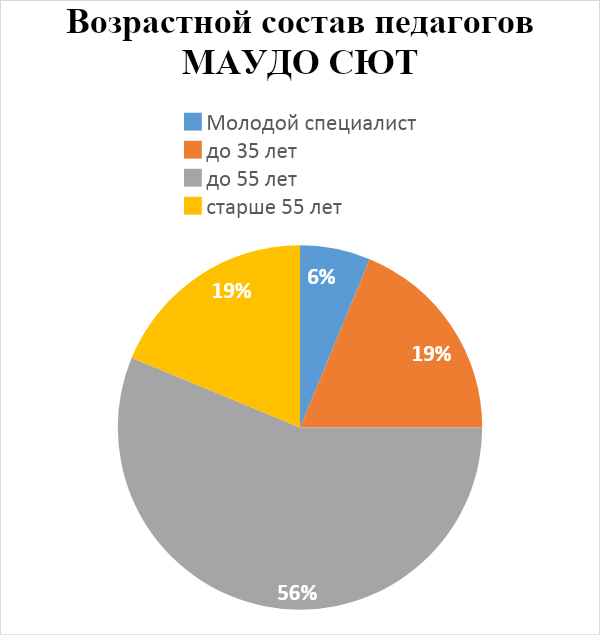 Возрастной состав педагогов
МАУДО СЮТ
Молодой специалист
до 35 лет
до 55 лет
старше 55 лет
6%
19%
19%
56%